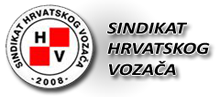 SINDIKAT HRVATSKOG VOZAČA
H
V
- 2008 -
SINDIKAT
HRVATSKOG
VOZAČA